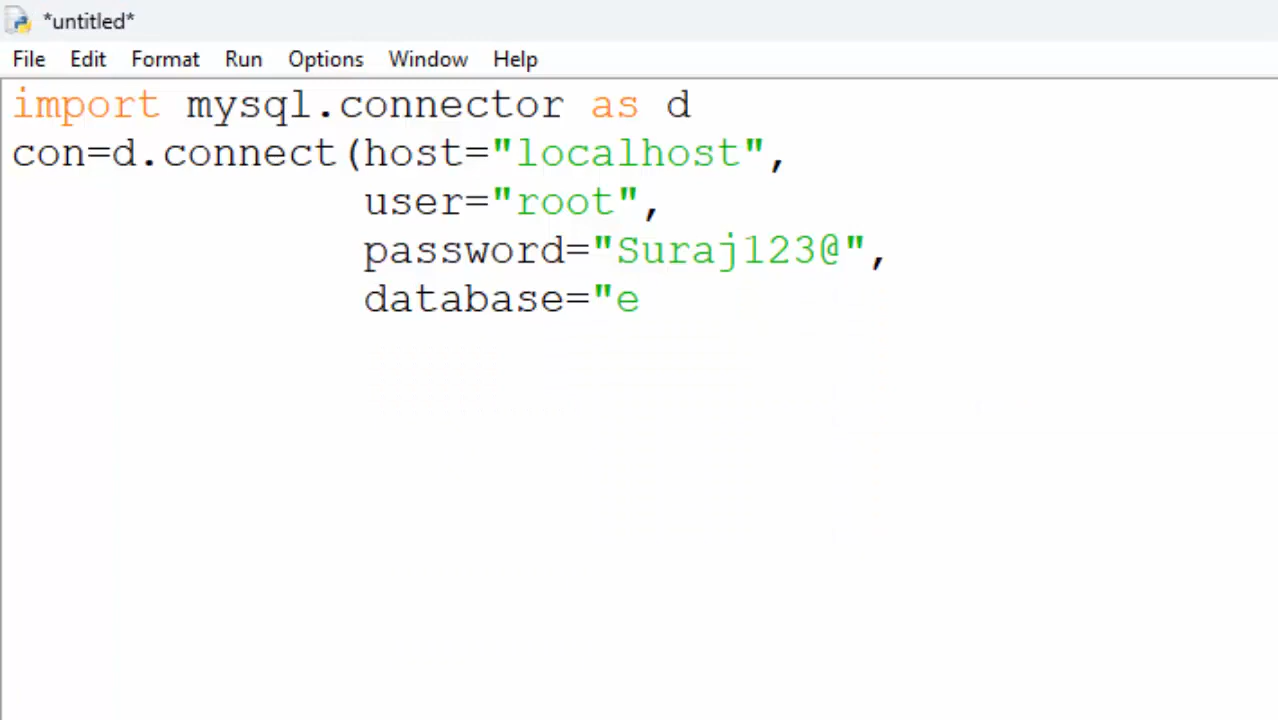 *untitled*
File Edit Format Run Options Window Help
import mysql.connector as d
con=d.connect(host="localhost",
user="root",
password="Suraj123@",
database="e